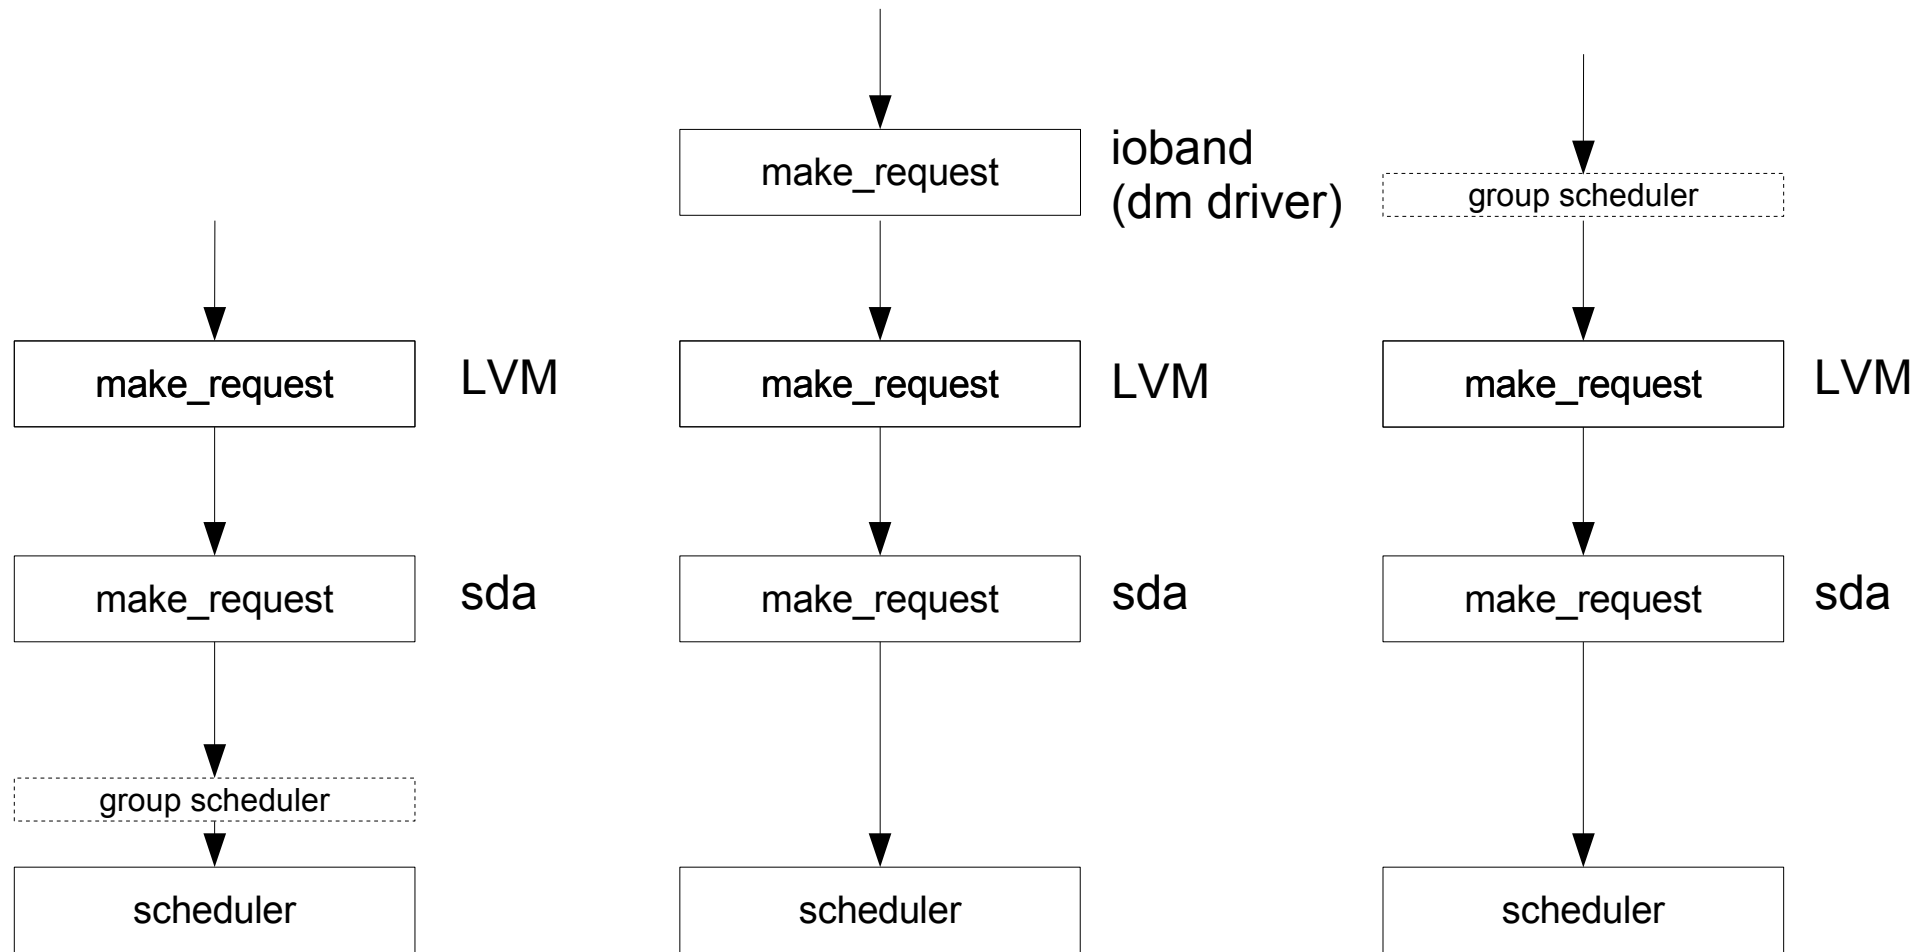 make_request
LVM
make_request
sda
group scheduler
scheduler
make_request
ioband
(dm driver)
make_request
LVM
make_request
sda
scheduler
group scheduler
make_request
LVM
make_request
sda
scheduler